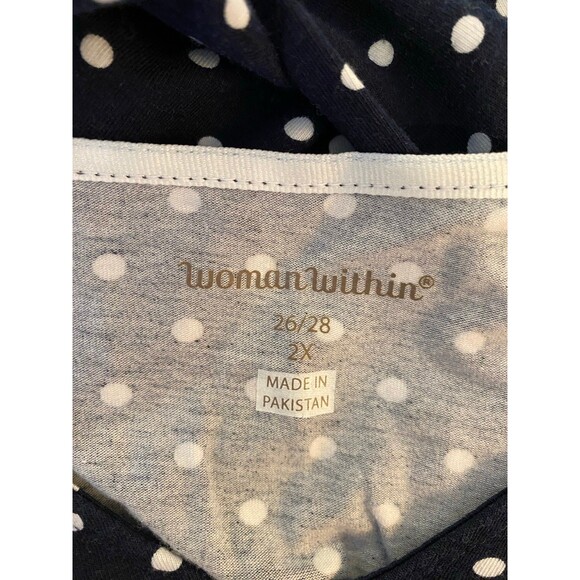 Woman Within®
26/28
2X
MADE IN
PAKISTAN